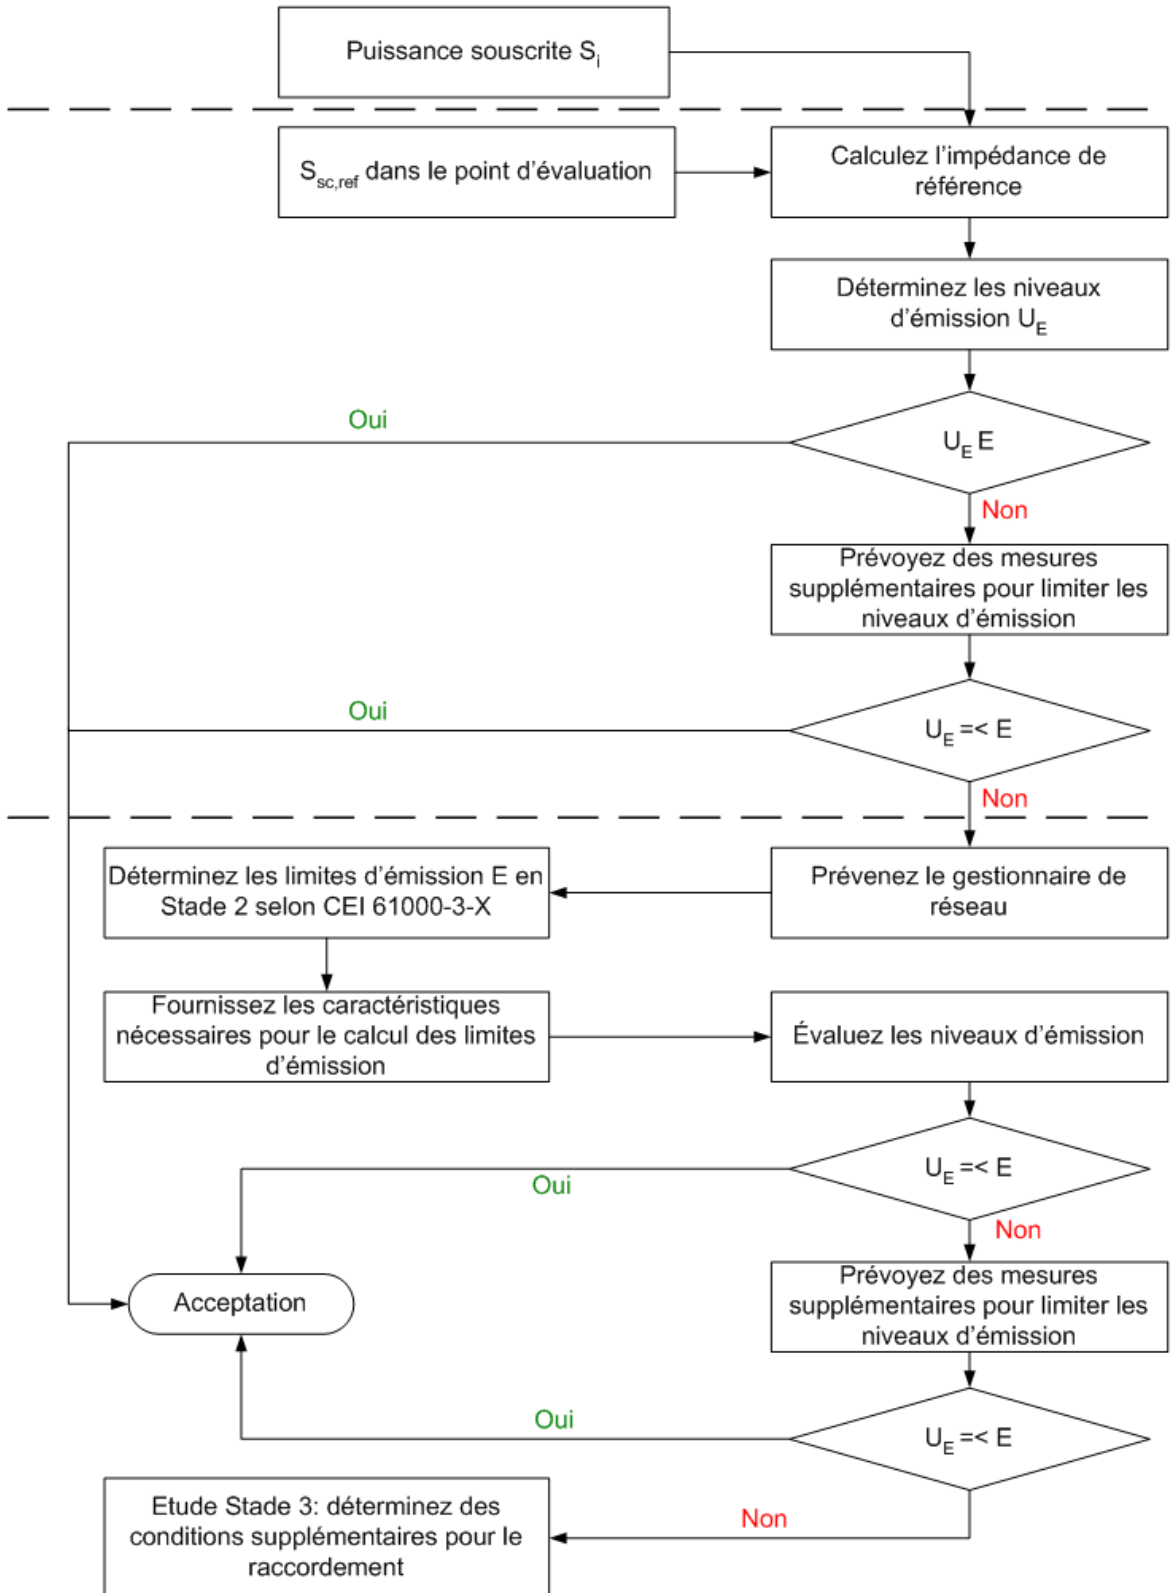 Puissance souscrite Si
Ssc,ref dans le point d'évaluation
Calculez l'impédance de
référence
Déterminez les niveaux
d'émission UE
Oui
UE E
Non
Prévoyez des mesures
supplémentaires pour limiter les
niveaux d'émission
Oui
UE =< E
Non
Déterminez les limites d'émission E en
Stade 2 selon CEI 61000-3-X
Prévenez le gestionnaire de
réseau
Fournissez les caractéristiques
nécessaires pour le calcul des limites
d'émission
Évaluez les niveaux d'émission
UE =< E
Oui
Non
Acceptation
Prévoyez des mesures
supplémentaires pour limiter les
niveaux d'émission
Oui
UE =< E
Etude Stade 3: déterminez des
conditions supplémentaires pour le
raccordement
Non